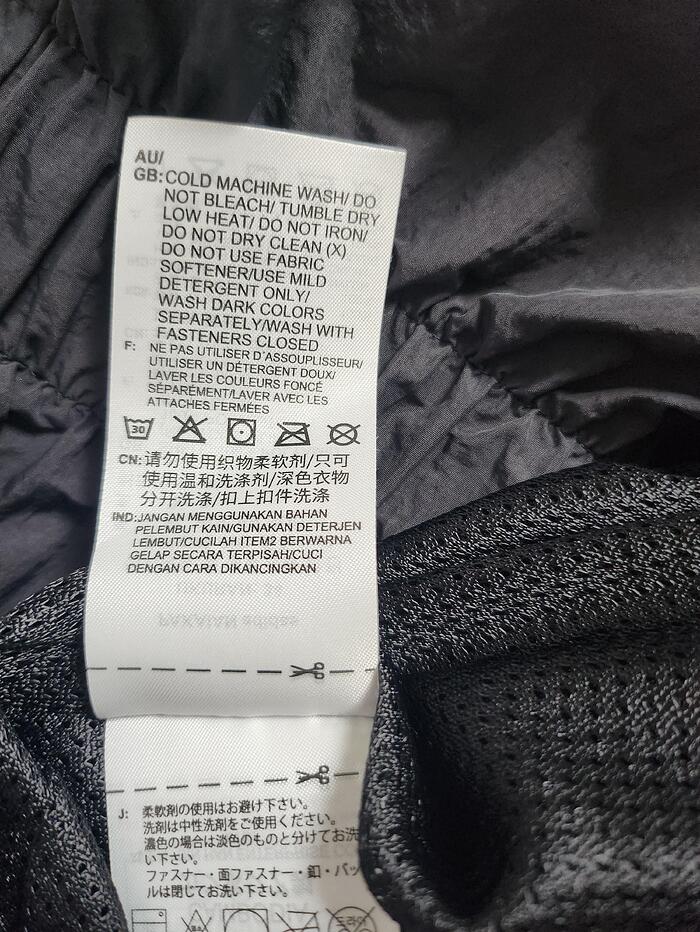 AU/
GB: COLD MACHINE WASH/ DO
NOT BLEACH/ TUMBLE DRY
LOW HEAT/ DO NOT IRON/
DO NOT DRY CLEAN (X)
DO NOT USE FABRIC
SOFTENER/USE MILD
DETERGENT ONLY/
WASH DARK COLORS
SEPARATELY/WASH WITH
FASTENERS CLOSED
F: NE PAS UTILISER D'ASSOUPLISSEUR/
UTILISER UN DÉTERGENT DOUX/
LAVER LES COULEURS FONCÉ
SÉPARÉMENT/LAVER AVEC LES
ATTACHES FERMÉES
30
CN: 请勿使用织物柔软剂/只可
使用温和洗涤剂/深色衣物
分开洗涤/扣上扣件洗涤
IND: JANGAN MENGGUNAKAN BAHAN
PELEMBUT KAIN/GUNAKAN DETERJEN
LEMBUT/CUCILAH ITEM2 BERWARNA
GELAP SECARA TERPISAH/CUCI
DENGAN CARA DIKANCINGKAN
J: 柔軟剤の使用はお避け下さい。
洗剤は中性洗剤をご使用ください。
濃色の場合は淡色のものと分けてお洗
い下さい。
ファスナー・面ファスナー・釦・バッ
ルは閉じてお洗い下さい。